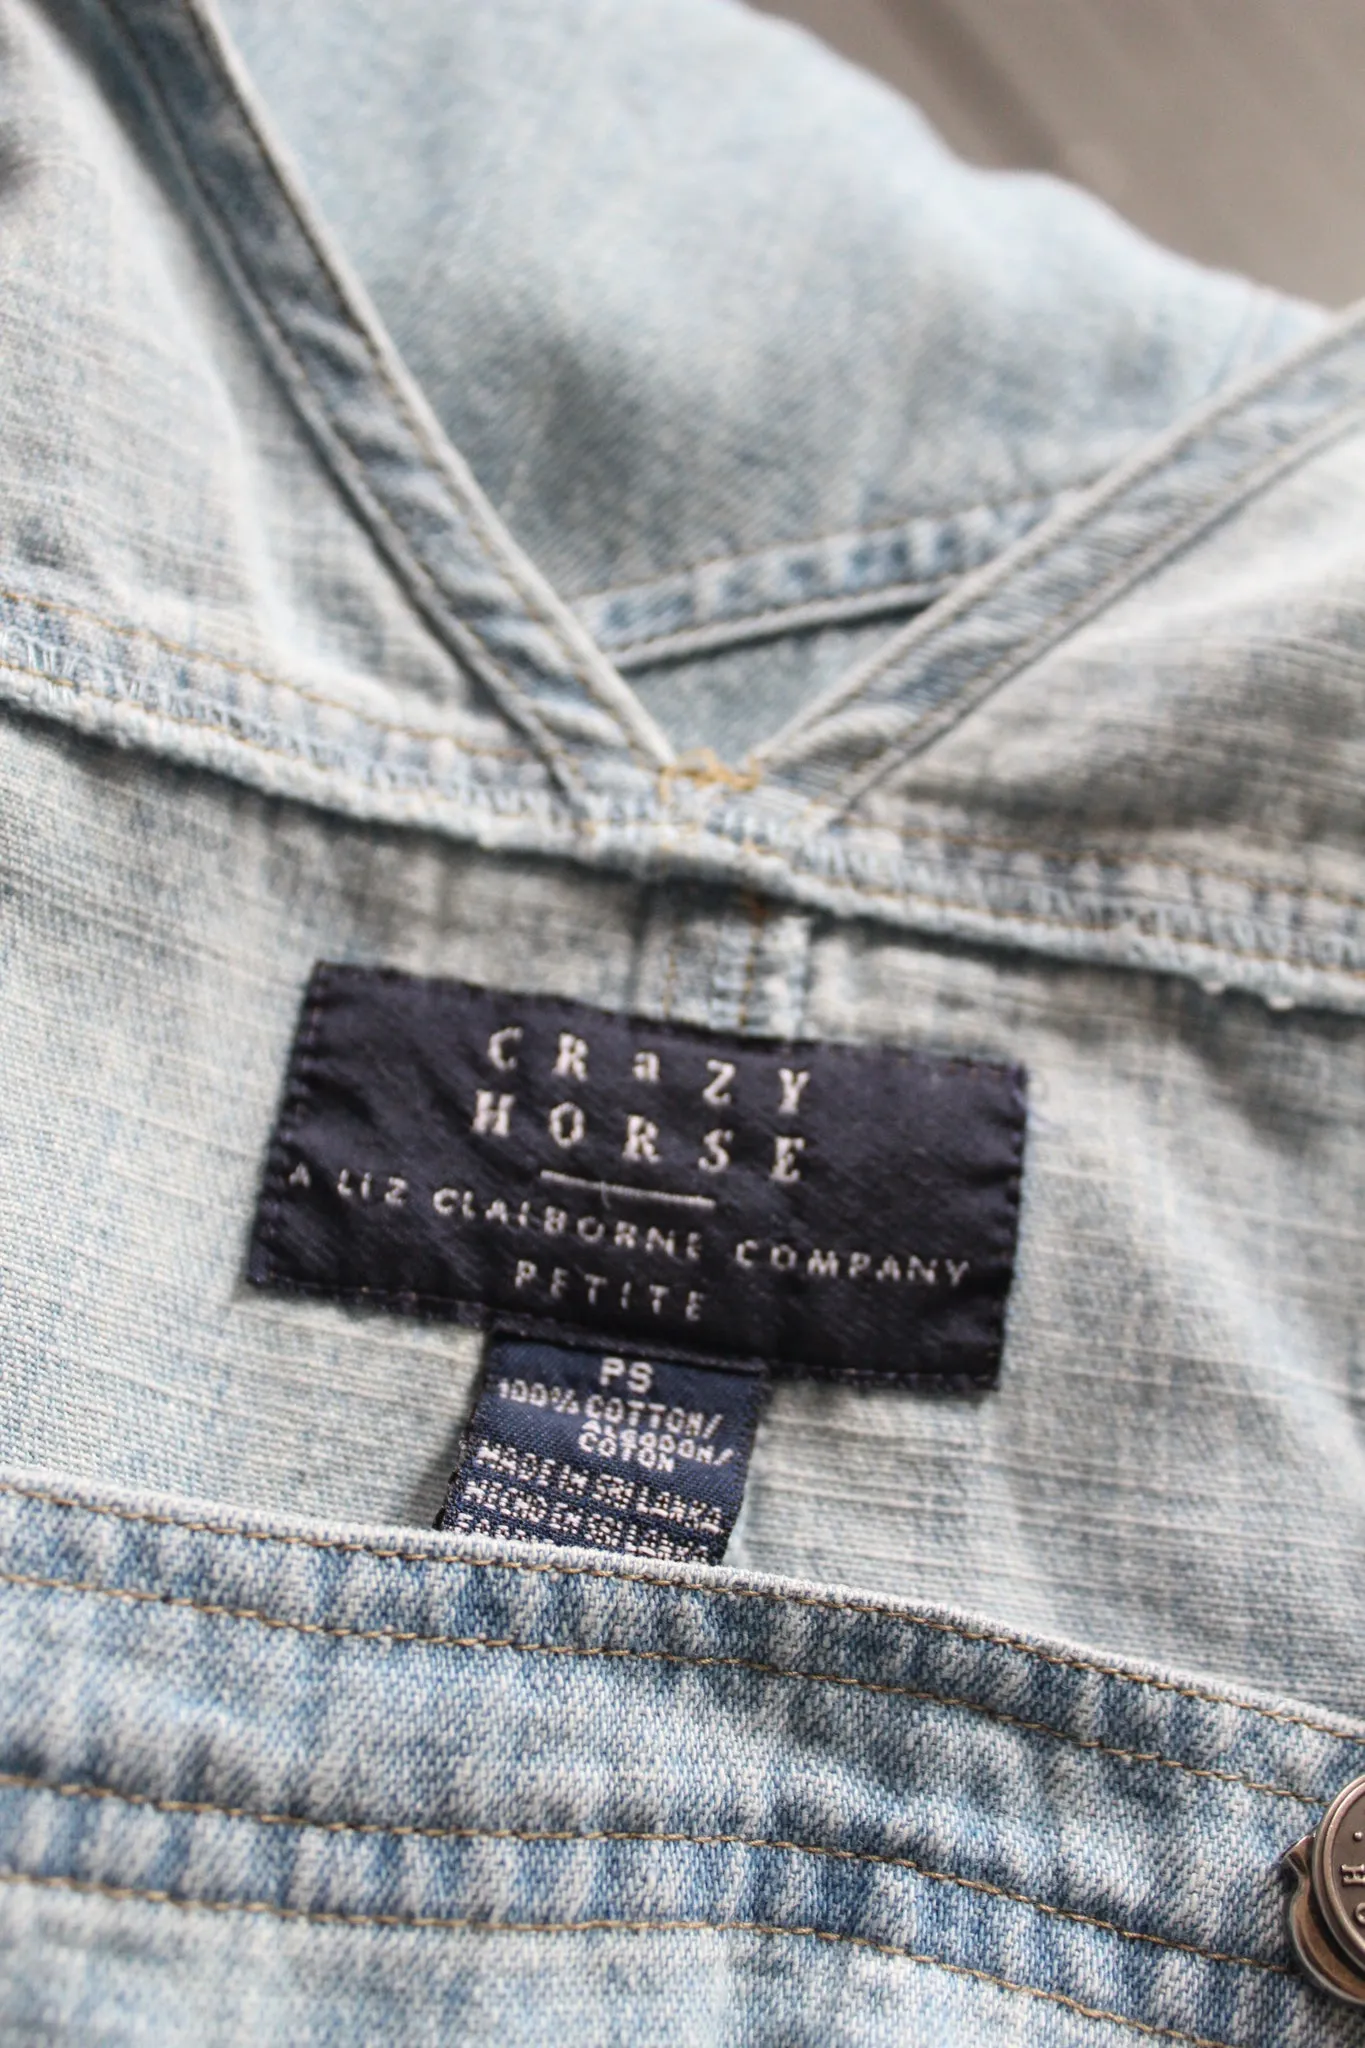 CRaZY
HORSE
A LIZ CLAIBORNE COMPANY
PETITE
PS
100% COTTON/
ALGODON/
COTON
MADE IN SRI LANKA
HECHO EN SRI LANKA